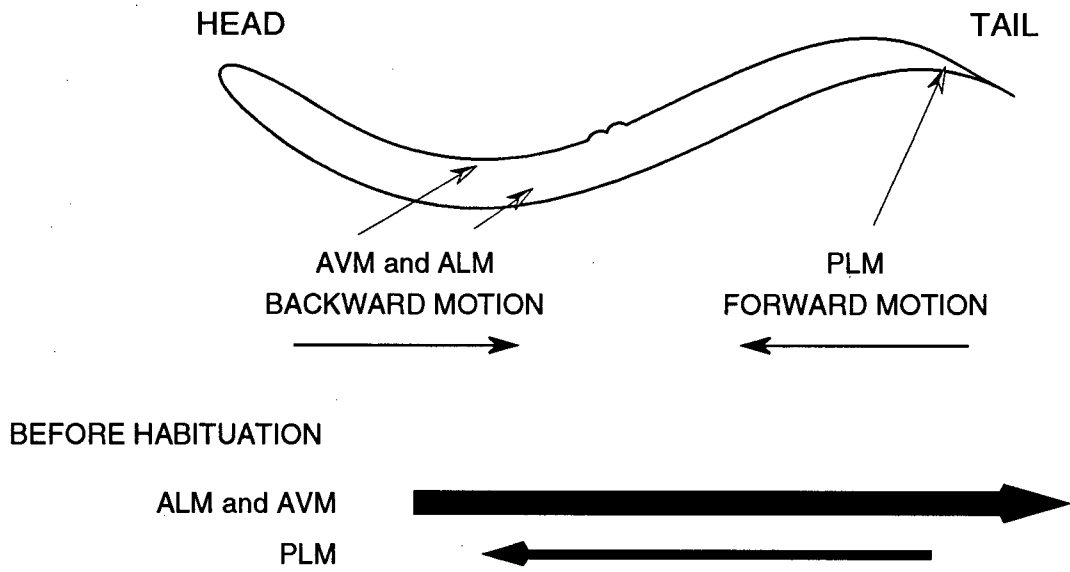 HEAD
TAIL
AVM and ALM
BACKWARD MOTION
PLM
FORWARD MOTION
BEFORE HABITUATION
ALM and AVM
PLM